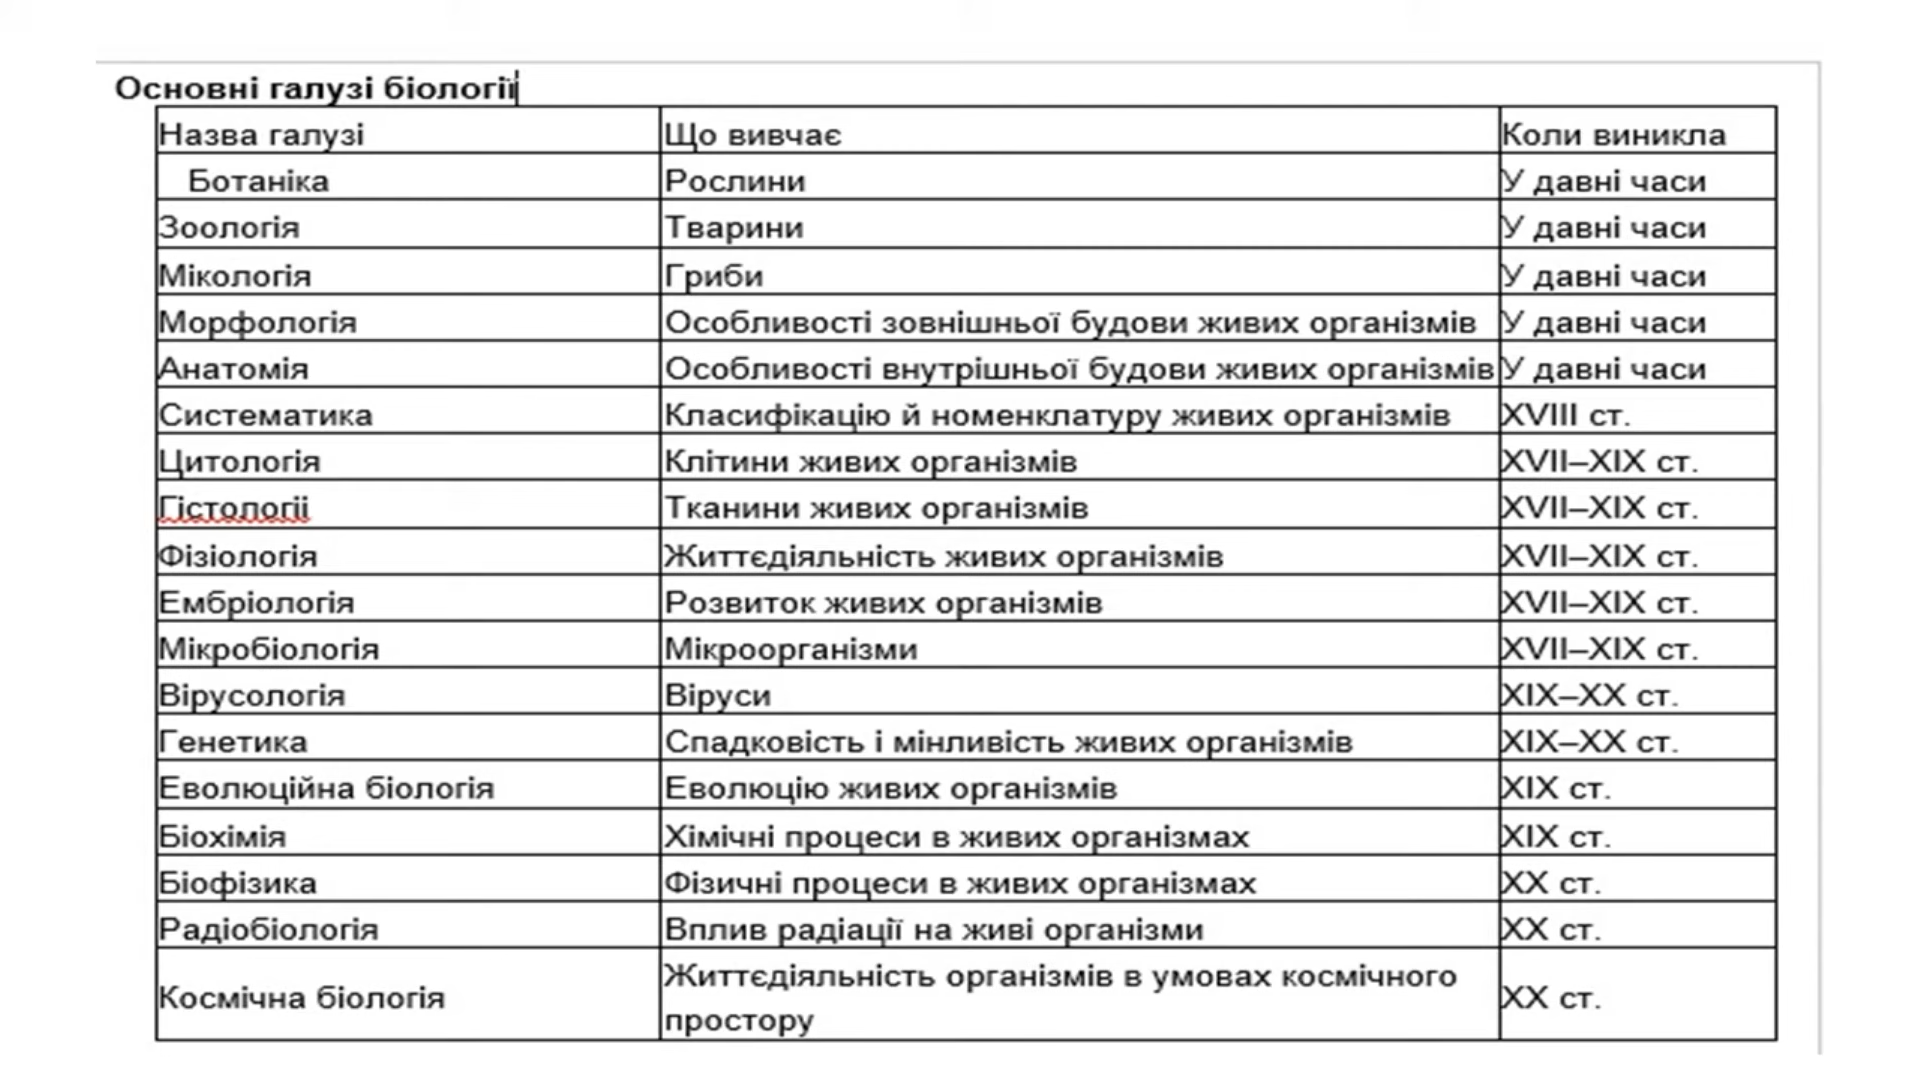 Основні галузі біології
Назва галузі Що вивчає Коли виникла
Ботаніка Рослини У давні часи
Зоологія Тварини У давні часи
Мікологія Гриби У давні часи
Морфологія Особливості зовнішньої будови живих організмів У давні часи
Анатомія Особливості внутрішньої будови живих організмів У давні часи
Систематика Класифікацію й номенклатуру живих організмів XVIII ст.
Цитологія Клітини живих організмів XVII–XIX ст.
Гістологіі Тканини живих організмів XVII–XIX ст.
Фізіологія Життєдіяльність живих організмів XVII–XIX ст.
Ембріологія Розвиток живих організмів XVII–XIX ст.
Мікробіологія Мікроорганізми XVII–XIX ст.
Вірусологія Віруси XIX–XX ст.
Генетика Спадковість і мінливість живих організмів XIX–XX ст.
Еволюційна біологія Еволюцію живих організмів XIX ст.
Біохімія Хімічні процеси в живих організмах XIX ст.
Біофізика Фізичні процеси в живих організмах XX ст.
Радіобіологія Вплив радіації на живі організми XX ст.
Космічна біологія Життєдіяльність організмів в умовах космічного
простору XX ст.